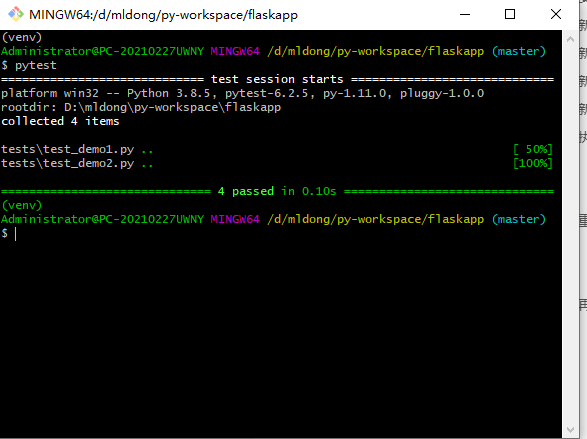 MINGW64:/d/mldong/py-workspace/flaskapp
(venv)
Administrator@PC-20210227UWNY MINGW64 /d/mldong/py-workspace/flaskapp (master)
$ pytest
============================= test session starts =============================
platform win32 -- Python 3.8.5, pytest-6.2.5, py-1.11.0, pluggy-1.0.0
rootdir: D:\mldong\py-workspace\flaskapp
collected 4 items
tests\test_demo1.py .. [ 50%]
tests\test_demo2.py .. [100%]
============================== 4 passed in 0.10s ==============================
(venv)
Administrator@PC-20210227UWNY MINGW64 /d/mldong/py-workspace/flaskapp (master)
$